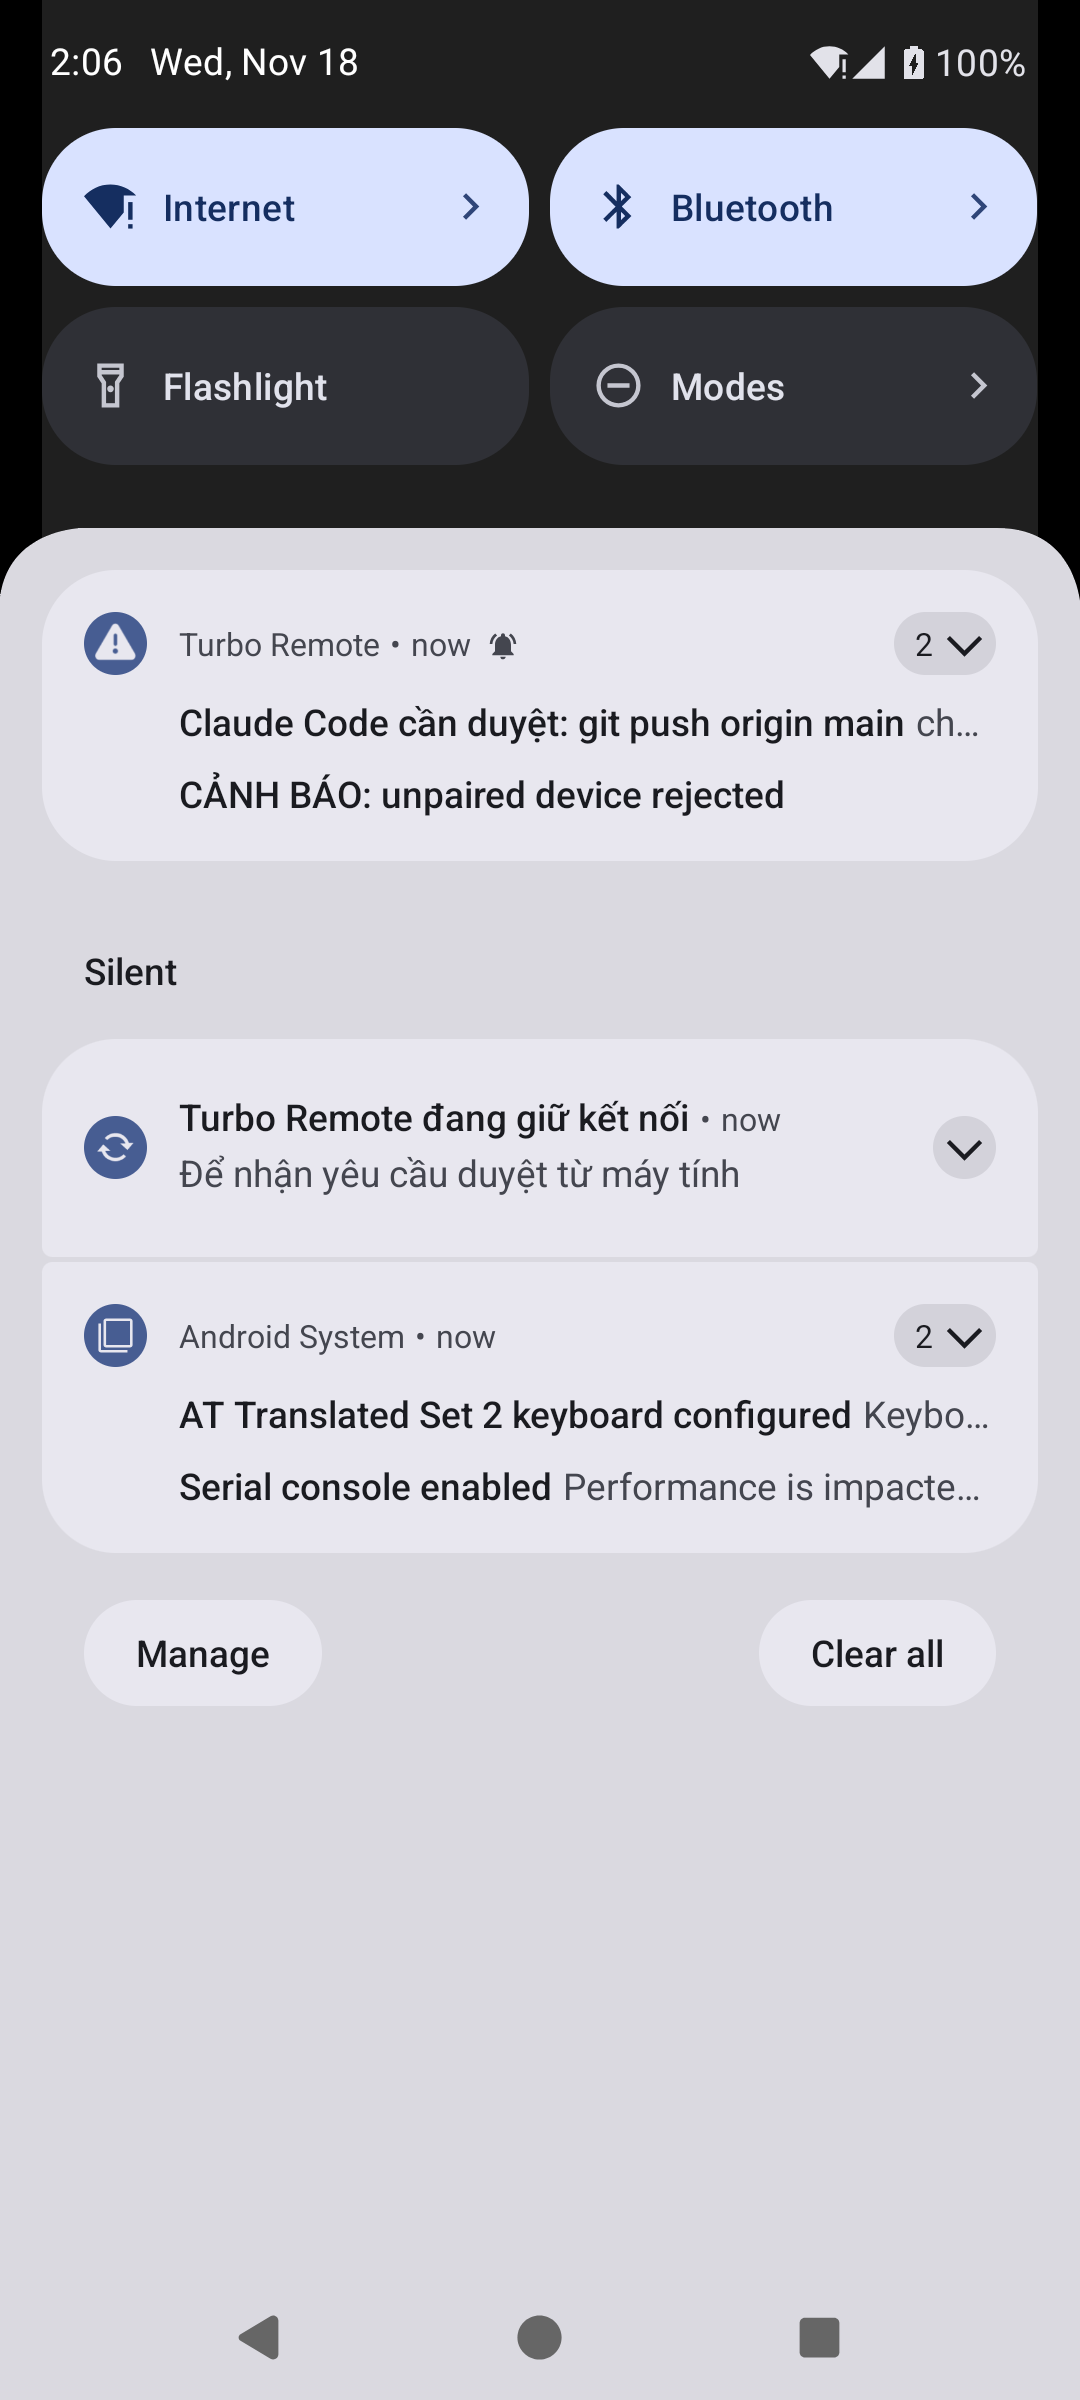 2:06 Wed, Nov 18 100%
Internet
Bluetooth
Flashlight
Modes
Turbo Remote • now 2
Claude Code cần duyệt: git push origin main ch…
CẢNH BÁO: unpaired device rejected
Silent
Turbo Remote đang giữ kết nối • now
Để nhận yêu cầu duyệt từ máy tính
Android System • now 2
AT Translated Set 2 keyboard configured Keybo…
Serial console enabled Performance is impacte…
Manage
Clear all